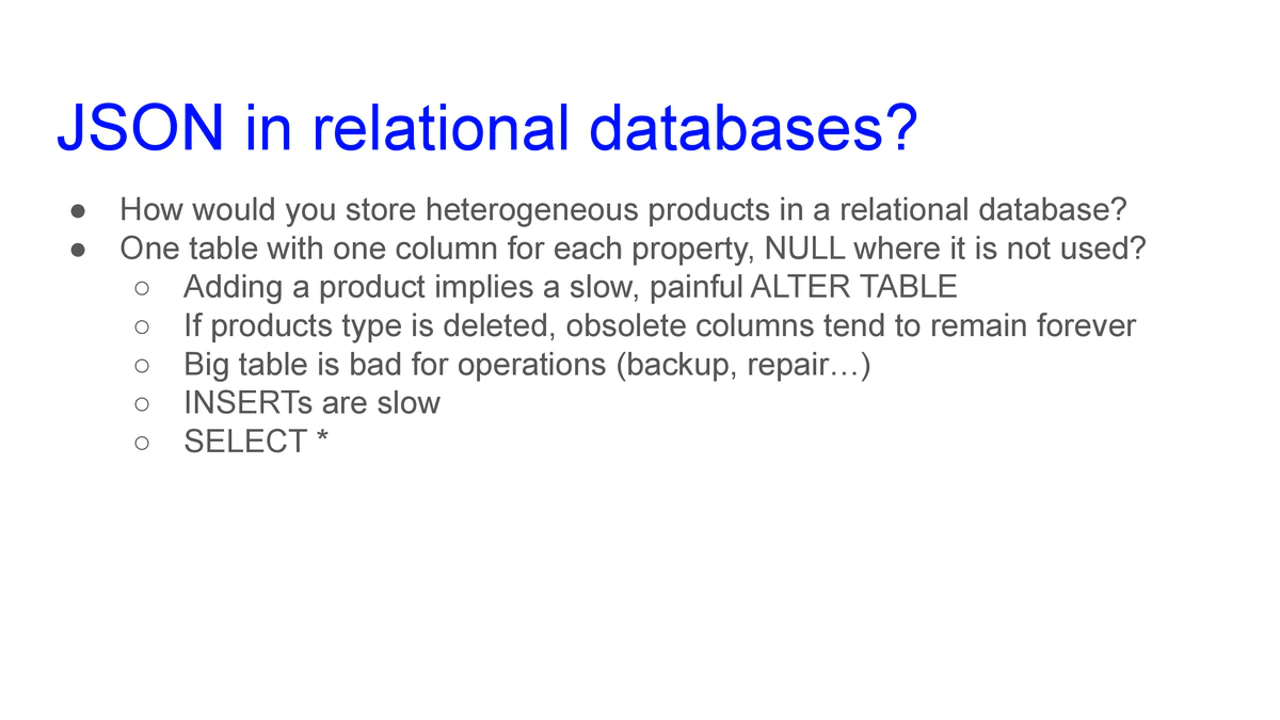 JSON in relational databases?
● How would you store heterogeneous products in a relational database?
● One table with one column for each property, NULL where it is not used?
○ Adding a product implies a slow, painful ALTER TABLE
○ If products type is deleted, obsolete columns tend to remain forever
○ Big table is bad for operations (backup, repair…)
○ INSERTs are slow
○ SELECT *